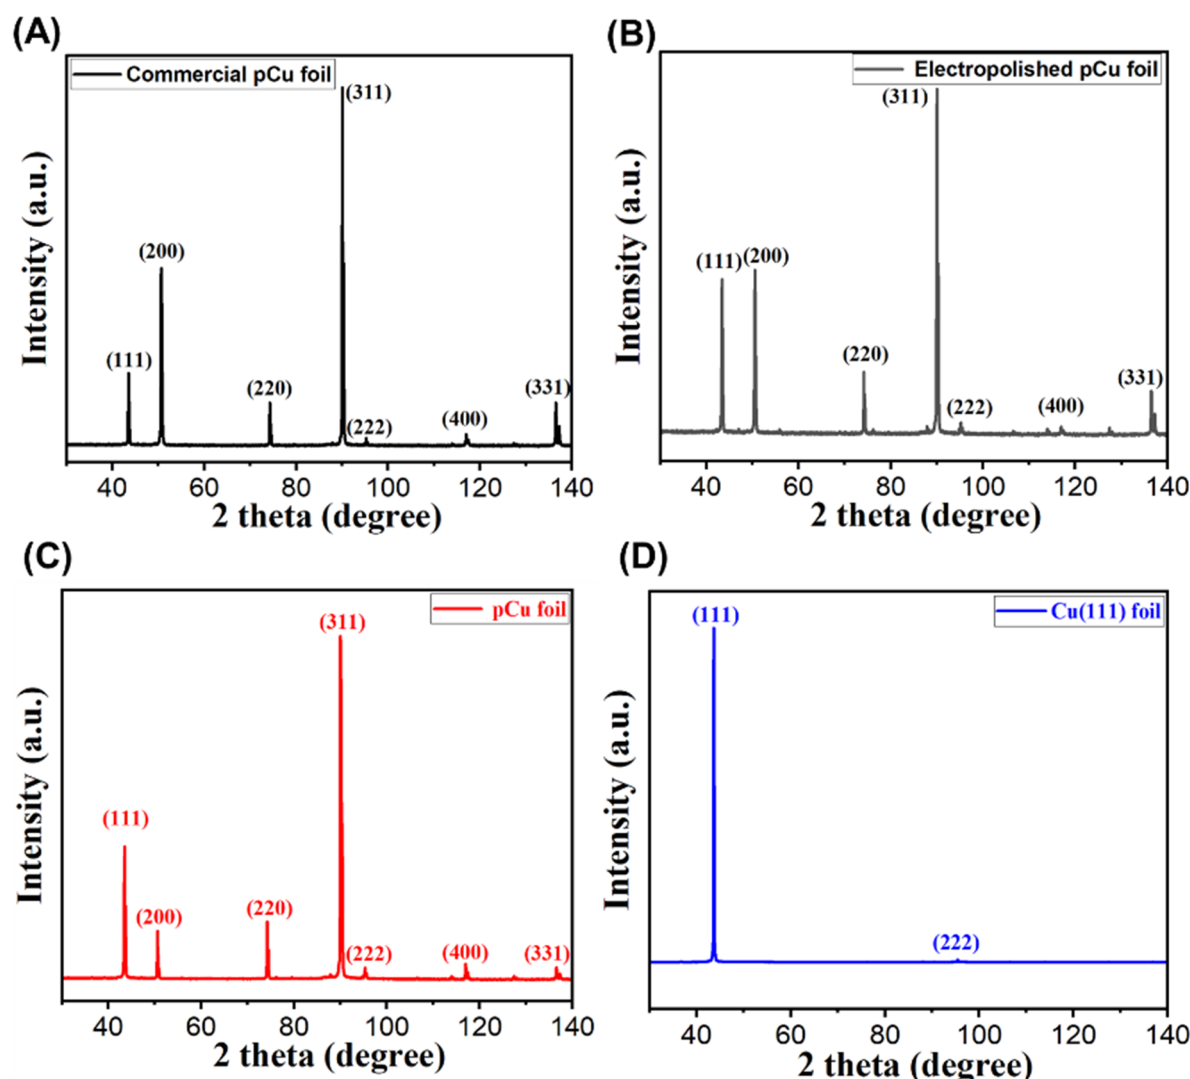 (A)
Commercial pCu foil
(311)
(200)
(111)
(220)
(222)
(400)
(331)
Intensity (a.u.)
40 60 80 100 120 140
2 theta (degree)
(B)
Electropolished pCu foil
(311)
(111) (200)
(220)
(222)
(400)
(331)
Intensity (a.u.)
40 60 80 100 120 140
2 theta (degree)
(C)
pCu foil
(311)
(111)
(200)
(220)
(222)
(400)
(331)
Intensity (a.u.)
40 60 80 100 120 140
2 theta (degree)
(D)
Cu(111) foil
(111)
(222)
Intensity (a.u.)
40 60 80 100 120 140
2 theta (degree)